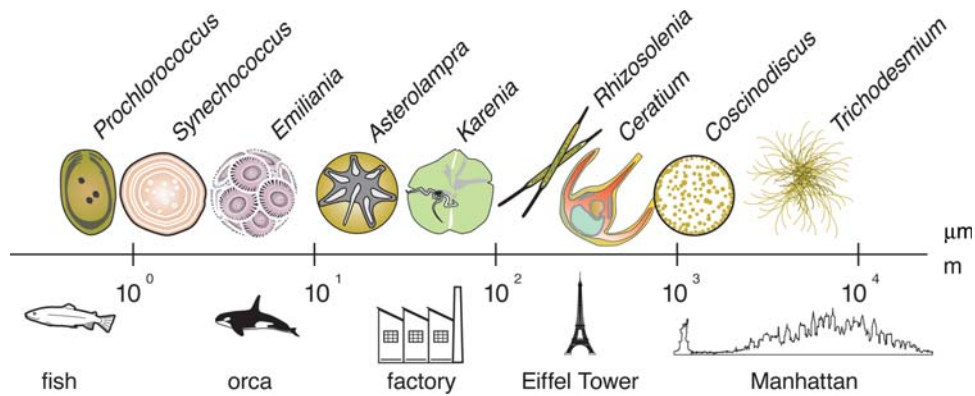 Prochlorococcus
Synechococcus
Emiliania
Asterolampra
Karenia
Rhizosolenia
Ceratium
Coscinodiscus
Trichodesmium
μm
m
10⁰ 10¹ 10² 10³ 10⁴
fish orca factory Eiffel Tower Manhattan